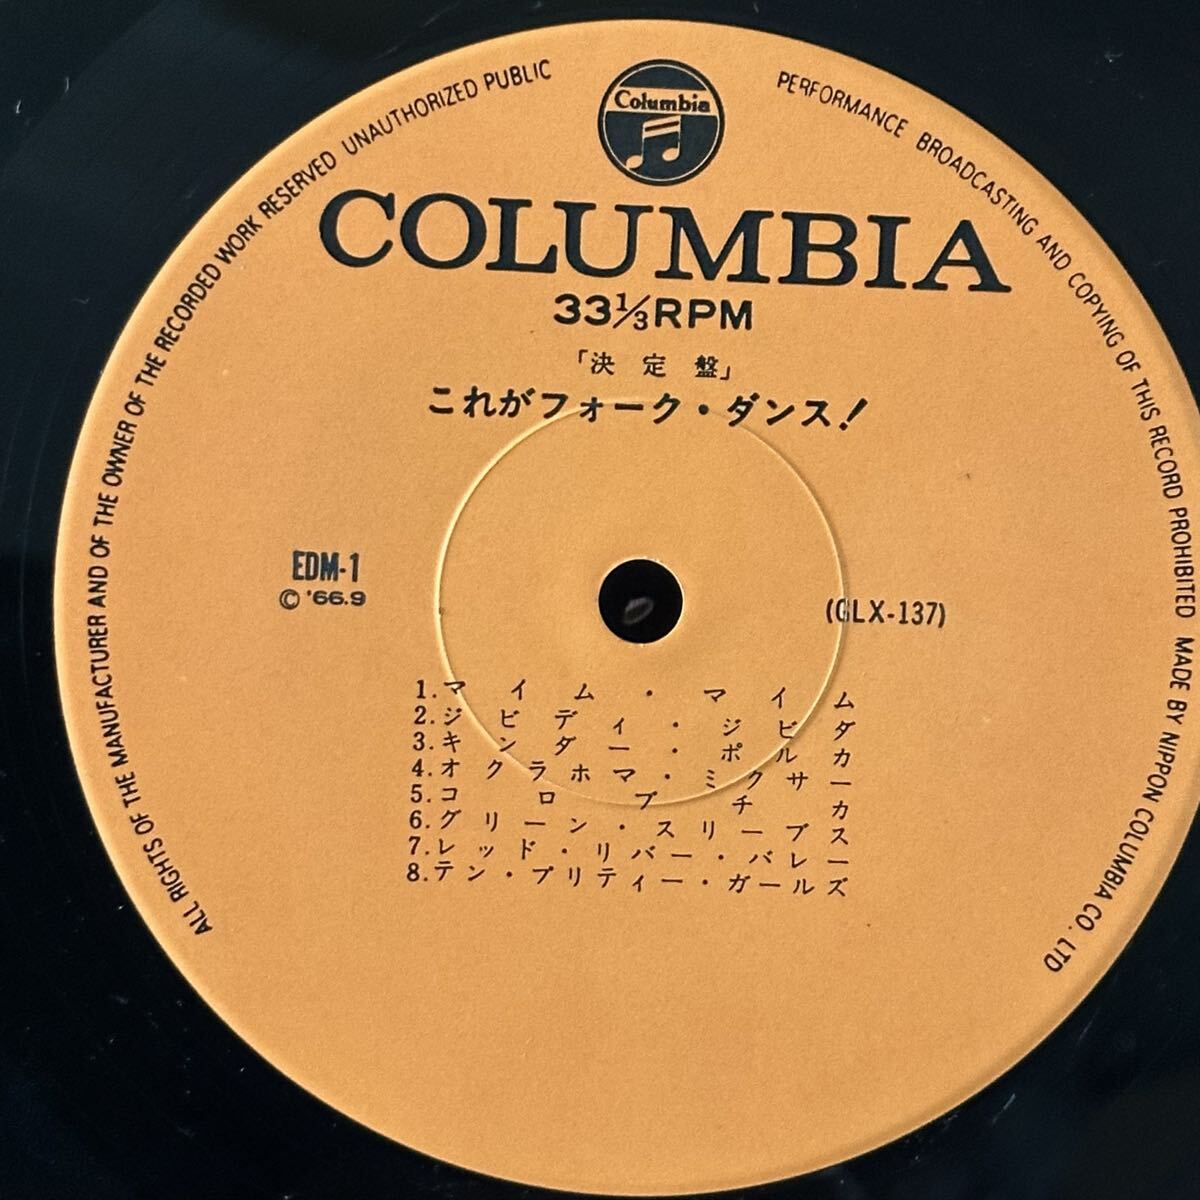 ALL RIGHTS OF THE MANUFACTURER AND OF THE OWNER OF THE RECORDED WORK RESERVED UNAUTHORIZED PUBLIC PERFORMANCE BROADCASTING AND COPYING OF THIS RECORD PROHIBITED MADE BY NIPPON COLUMBIA CO. LTD
Columbia
COLUMBIA
33⅓RPM
「決定盤」
これがフォーク・ダンス!
EDM-1
© '66.9
(GLX-137)
1.マイム・マイム
2.ジビディ・ジビダ
3.キンダー・ポルカ
4.オクラホマ・ミクサー
5.コロブチカ
6.グリーン・スリーブス
7.レッド・リバー・バレー
8.テン・プリティー・ガールズ